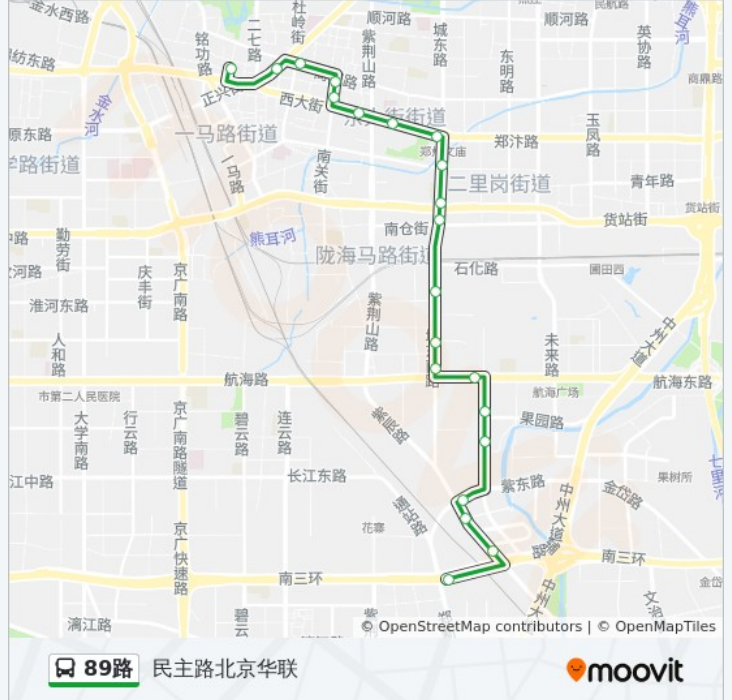 金水西路
杜岭街
二七路
铭功路
顺河路
紫荆山路
城东路
顺河路
民航路
熊耳河
英协路
东明路
商鼎路
纺东路
金水河
正兴街
西大街
街街道
一马路街道
郑汴路
玉凤路
原东路
学路街道
一马路
南关街
二里岗街道
青年路
货站街
货站街
中路
勤劳街
熊耳河
南仓街
陇海马路街道
石化路
圃田西
庆丰街
京广南路
淮河东路
紫荆山路
中州大道
未来路
人和路
航海路
航海东路
航海广场
市第二人民医院
大学南路
行云路
京广南路隧道
碧云路
连云路
紫辰路
果园路
江中路
长江东路
通站路
紫东路
中州大道
金岱路
果树所
七里河
花寨
京广快速路
南三环
南三环
金岱
中州大
漓江路
碧云
© OpenStreetMap contributors | © OpenMapTiles
89路 民主路北京华联
moovit